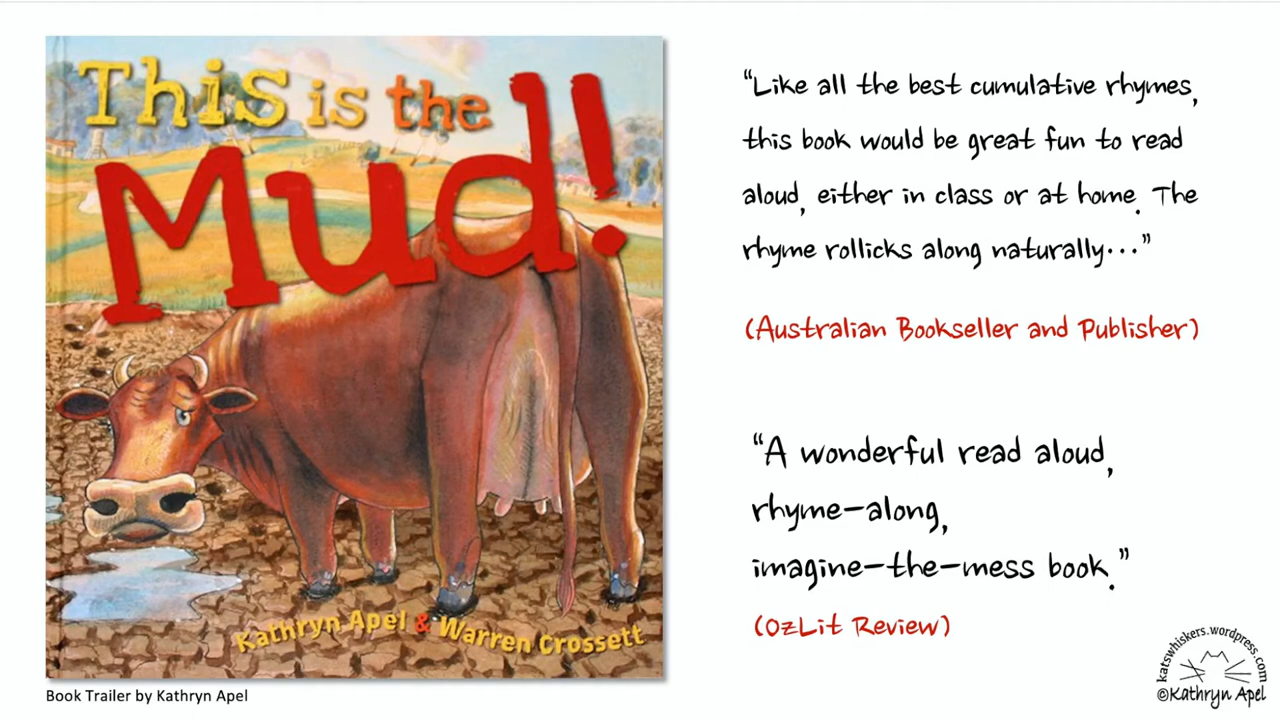 This is the
Mud!
Kathryn Apel & Warren Crossett
Book Trailer by Kathryn Apel
“Like all the best cumulative rhymes,
this book would be great fun to read
aloud, either in class or at home. The
rhyme rollicks along naturally...”
(Australian Bookseller and Publisher)
“A wonderful read aloud,
rhyme-along,
imagine-the-mess book.”
(OzLit Review)
katswhiskers.wordpress.com
©Kathryn Apel